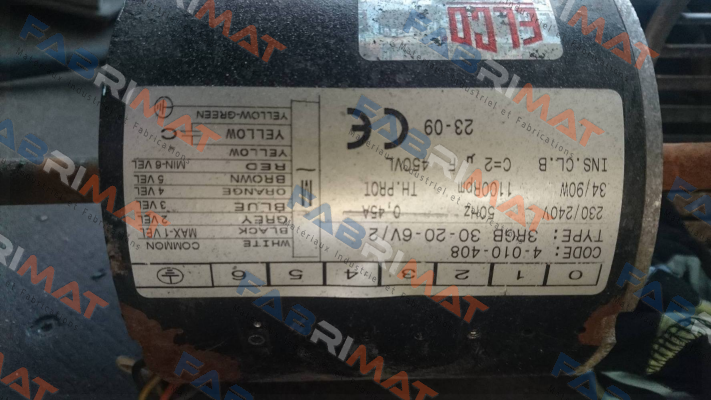 0 1 2 3 4 5 6
CODE: 4-010-408
TYPE: 3RGB 30-20-6V/2
230/240V 50Hz 0,45A
34/90W 1100Rpm TH.PROT
INS.CL.B C=2 µF 450VL
CE 23-09
WHITE COMMON
BLACK MAX-1 VEL
GREY 2 VEL
BLUE 3 VEL
ORANGE 4 VEL
BROWN 5 VEL
RED MIN-6 VEL
YELLOW
YELLOW C
YELLOW-GREEN
M
ELCO
FABRIMAT